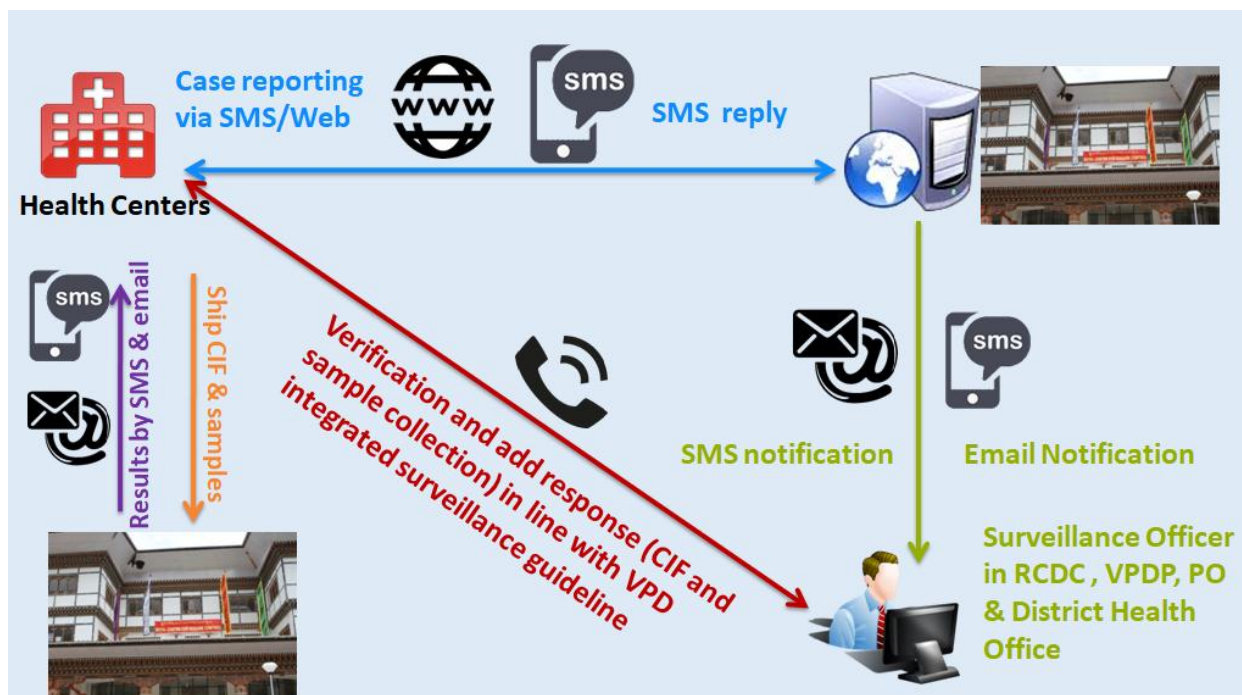 Case reporting
via SMS/Web
www
sms
SMS reply
Health Centers
sms
Results by SMS & email
Ship CIF & samples
Verification and add response (CIF and
sample collection) in line with VPD
integrated surveillance guideline
sms
SMS notification
Email Notification
Surveillance Officer
in RCDC , VPDP, PO
& District Health
Office